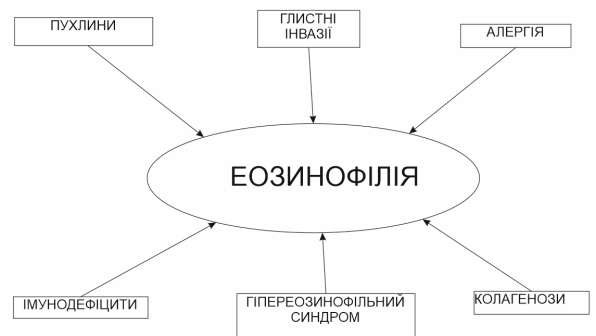 ПУХЛИНИ
ГЛИСТНІ
ІНВАЗІЇ
АЛЕРГІЯ
ЕОЗИНОФІЛІЯ
ІМУНОДЕФІЦИТИ
ГІПЕРЕОЗИНОФІЛЬНИЙ
СИНДРОМ
КОЛАГЕНОЗИ